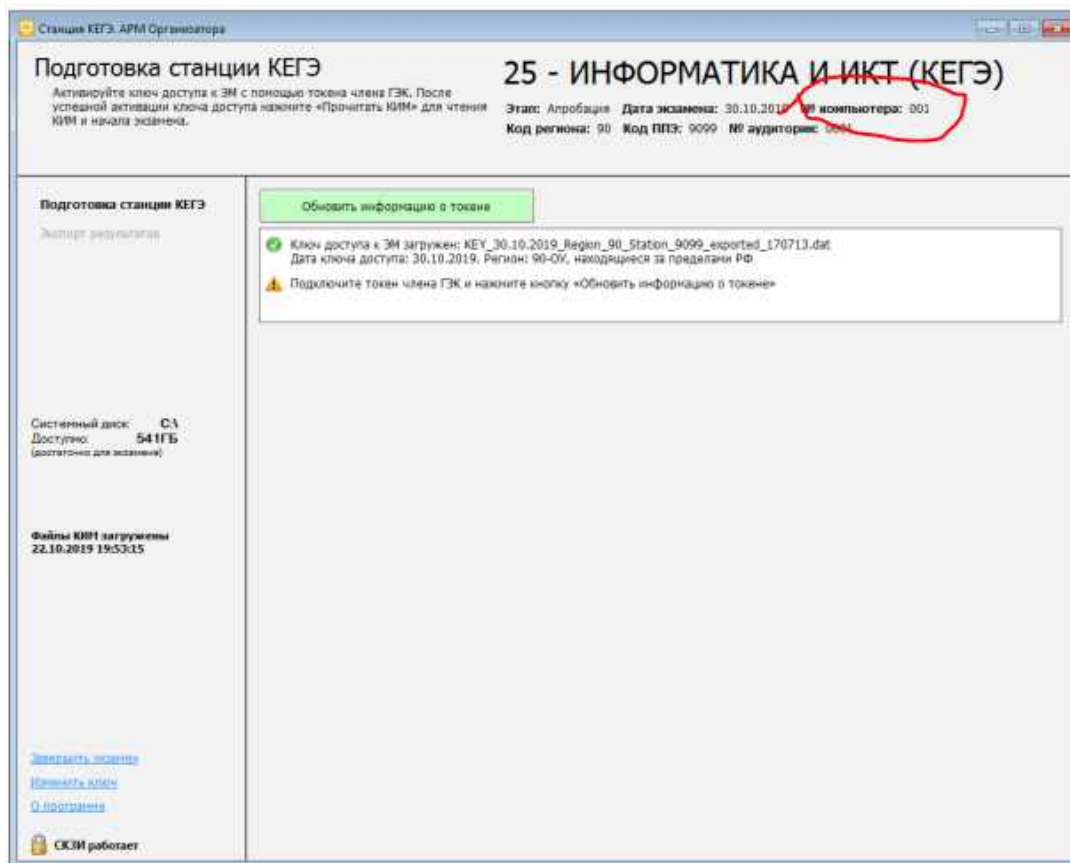 Станция КЕГЭ. АРМ Организатора
Подготовка станции КЕГЭ
Активируйте ключ доступа к ЭМ с помощью токена члена ГЭК. После
успешной активации ключа доступа нажмите «Прочитать КИМ» для чтения
КИМ и начала экзамена.
25 - ИНФОРМАТИКА И ИКТ (КЕГЭ)
Этап: Апробация Дата экзамена: 30.10.2019 № компьютера: 001
Код региона: 90 Код ППЭ: 9099 № аудитории: 0001
Подготовка станции КЕГЭ
Экспорт результатов
Обновить информацию о токене
Ключ доступа к ЭМ загружен: KEY_30.10.2019_Region_90_Station_9099_exported_170713.dat
Дата ключа доступа: 30.10.2019. Регион: 90-ОУ, находящиеся за пределами РФ
Подключите токен члена ГЭК и нажмите кнопку «Обновить информацию о токене»
Системный диск: C:\
Доступно: 541ГБ
(достаточно для экзамена)
Файлы КИМ загружены
22.10.2019 19:53:15
Завершить экзамен
Изменить ключ
О программе
СКЗИ работает